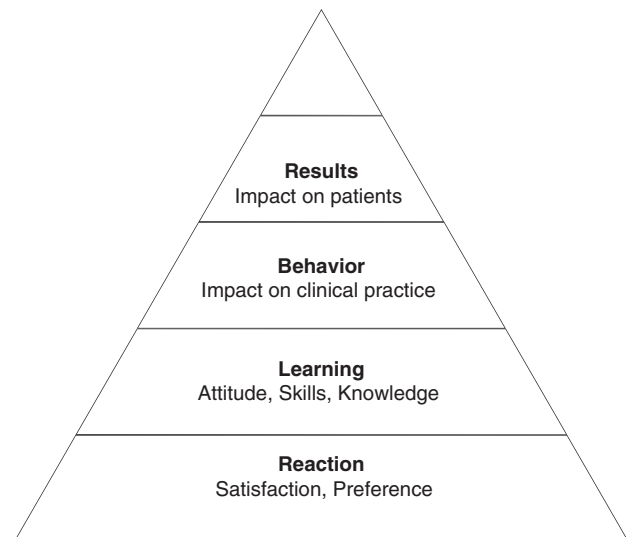 Results
Impact on patients
Behavior
Impact on clinical practice
Learning
Attitude, Skills, Knowledge
Reaction
Satisfaction, Preference